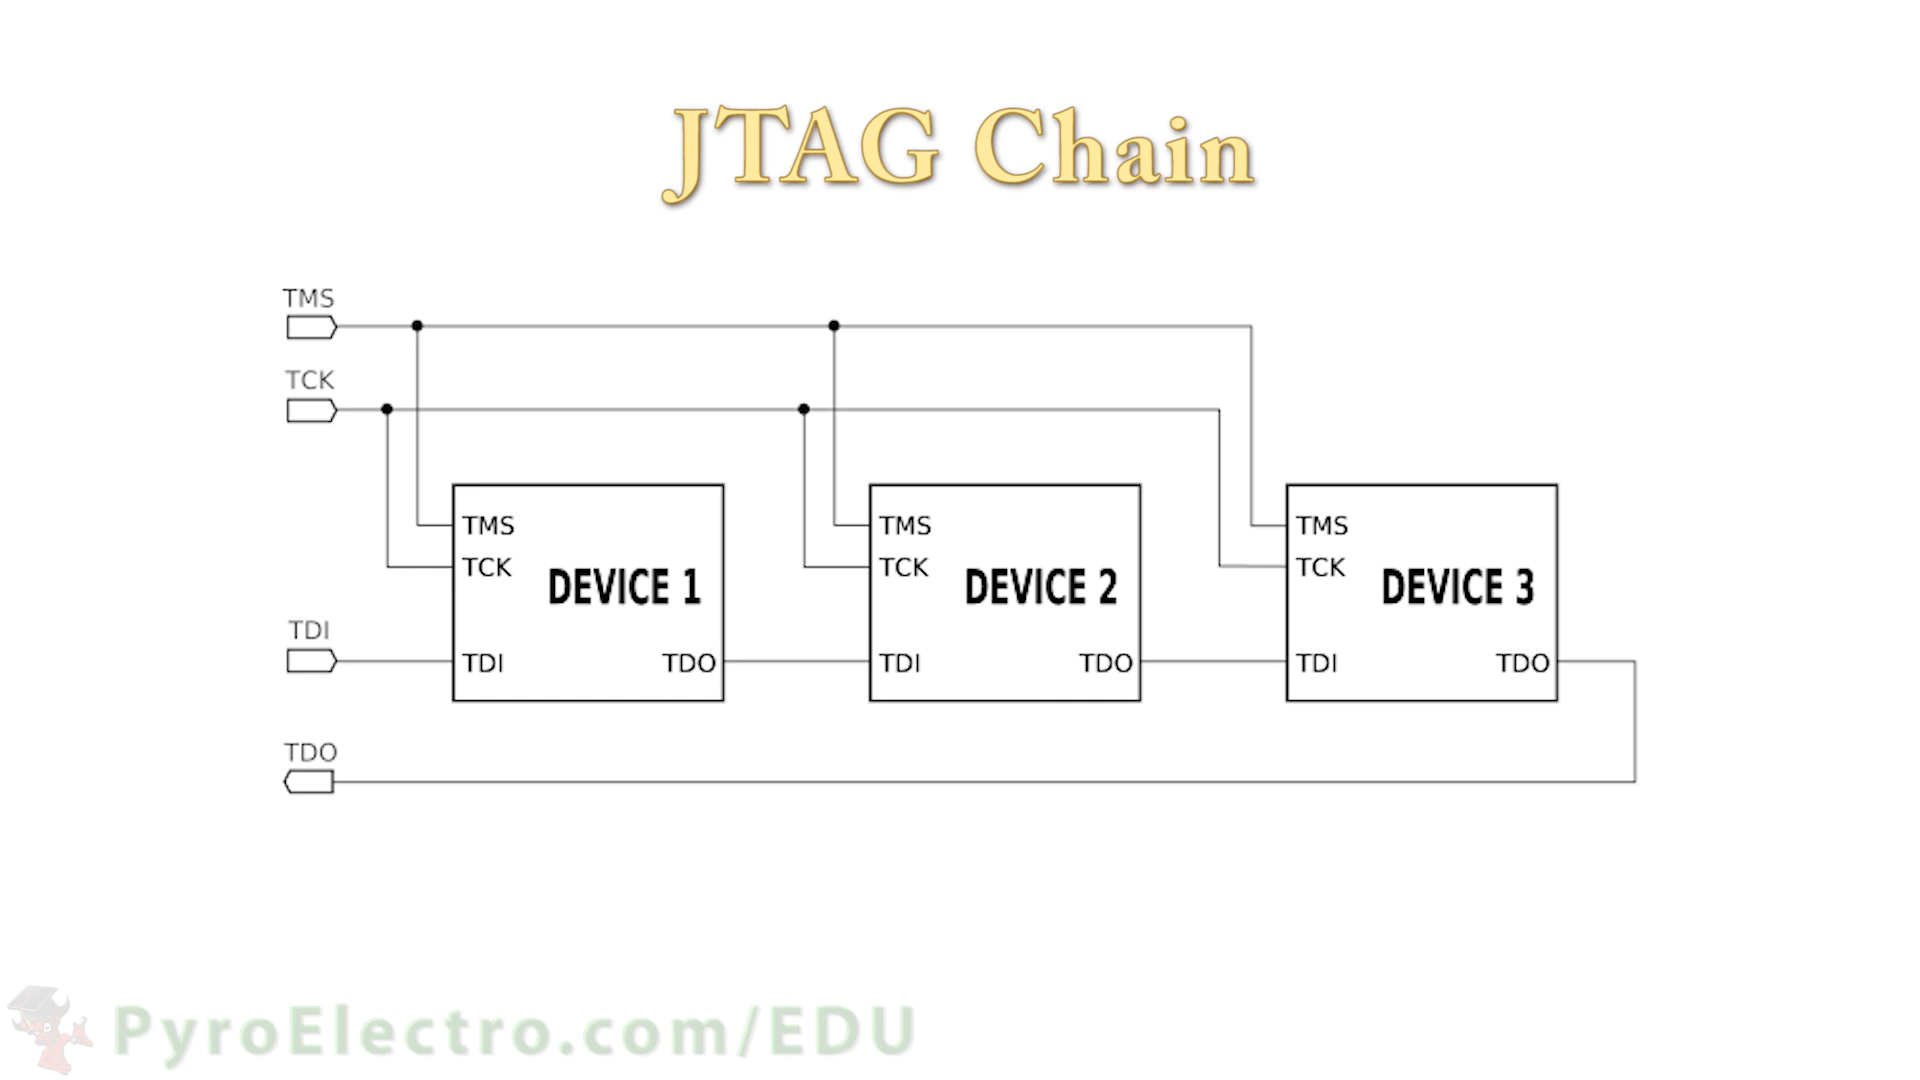 JTAG Chain
TMS
TCK
TMS
TCK
DEVICE 1
TDI
TDO
TMS
TCK
DEVICE 2
TDI
TDO
TMS
TCK
DEVICE 3
TDI
TDO
TDI
TDO
PyroElectro.com/EDU